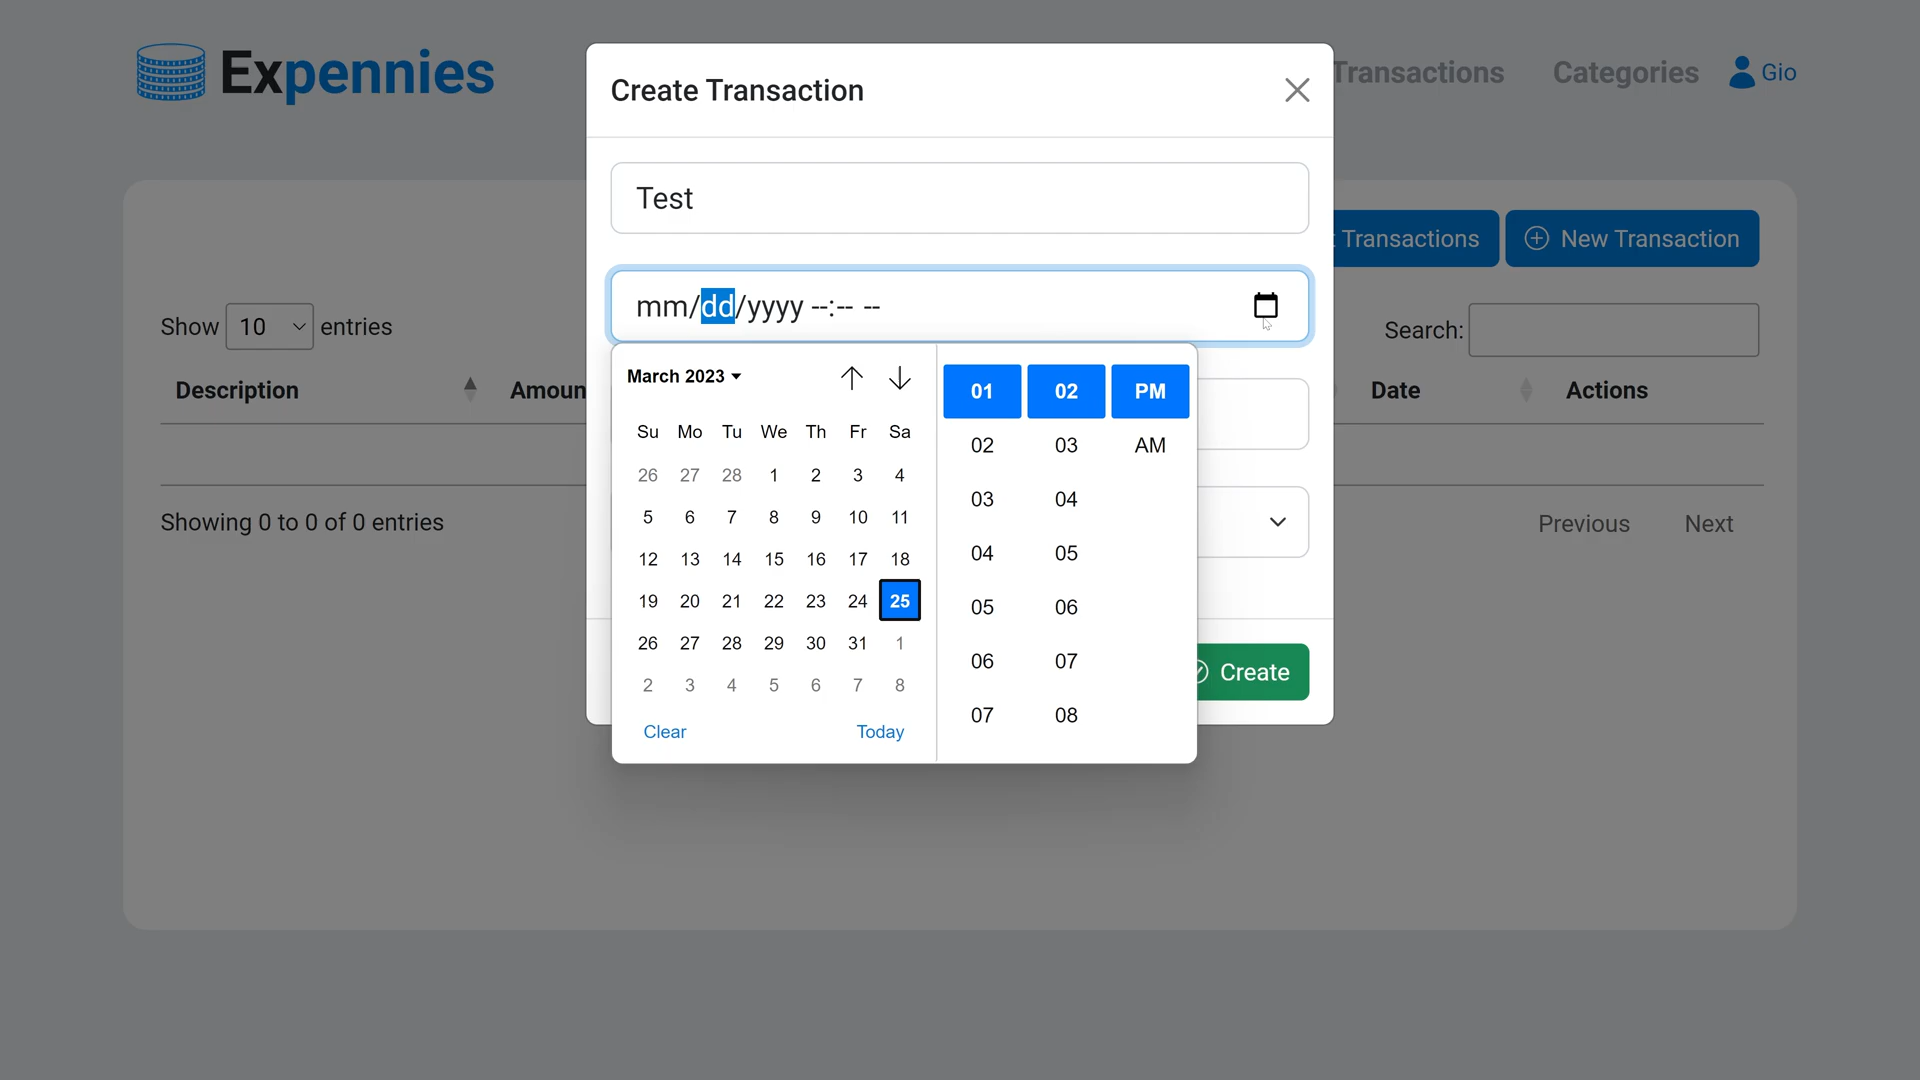 Expennies
Transactions
Categories
Gio
Create Transaction
Test
Transactions
New Transaction
mm/dd/yyyy --:-- --
Show 10 entries
Search:
Description
Amoun
Date
Actions
March 2023
Su Mo Tu We Th Fr Sa
26 27 28 1 2 3 4
5 6 7 8 9 10 11
12 13 14 15 16 17 18
19 20 21 22 23 24 25
26 27 28 29 30 31 1
2 3 4 5 6 7 8
Clear
Today
01 02 PM
02 03 AM
03 04
04 05
05 06
06 07
07 08
Showing 0 to 0 of 0 entries
Previous
Next
Create